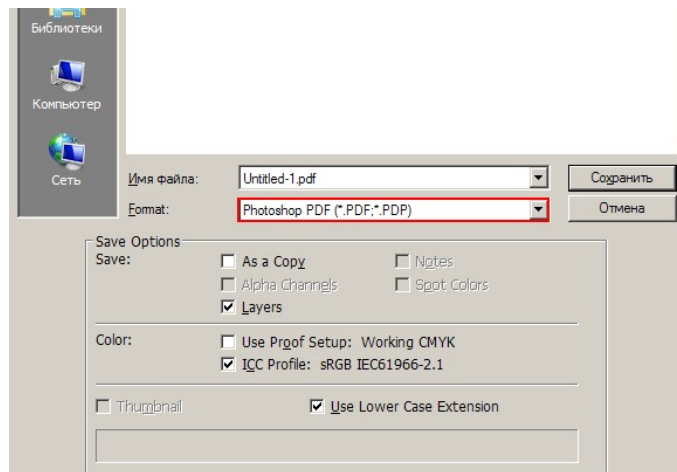 Библиотеки
Компьютер
Сеть
Имя файла: Untitled-1.pdf Сохранить
Format: Photoshop PDF (*.PDF;*.PDP) Отмена
Save Options
Save: As a Copy Notes
Alpha Channels Spot Colors
Layers
Color: Use Proof Setup: Working CMYK
ICC Profile: sRGB IEC61966-2.1
Thumbnail Use Lower Case Extension